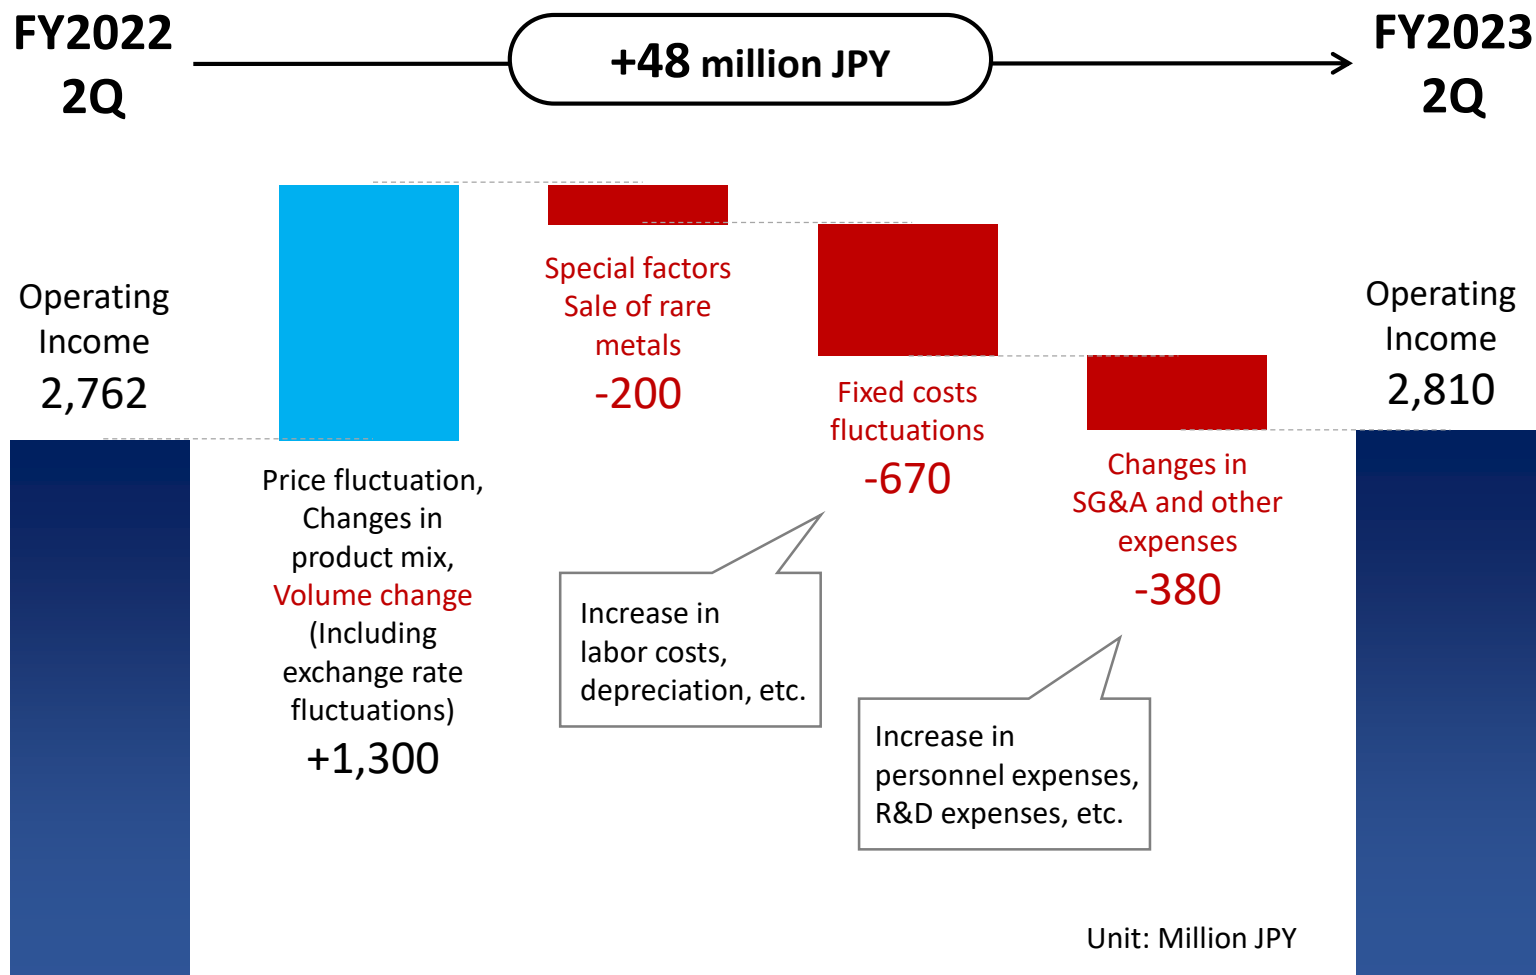 FY2022
2Q
+48 million JPY
FY2023
2Q
Operating
Income
2,762
Price fluctuation,
Changes in
product mix,
Volume change
(Including
exchange rate
fluctuations)
+1,300
Special factors
Sale of rare
metals
-200
Fixed costs
fluctuations
-670
Increase in
labor costs,
depreciation, etc.
Changes in
SG&A and other
expenses
-380
Increase in
personnel expenses,
R&D expenses, etc.
Operating
Income
2,810
Unit: Million JPY